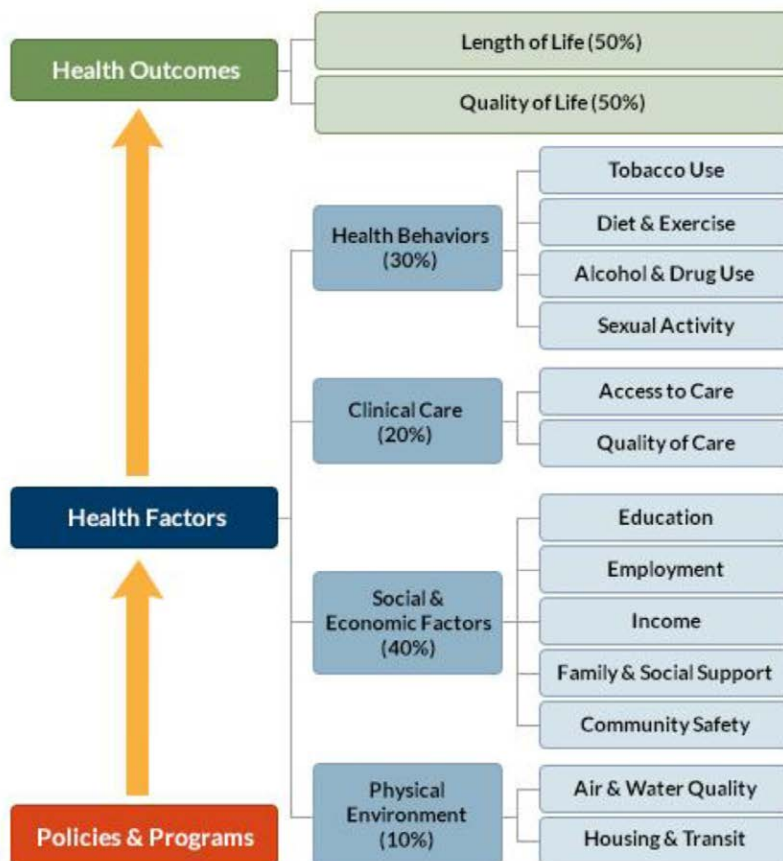 Health Outcomes
Length of Life (50%)
Quality of Life (50%)
Health Factors
Health Behaviors
(30%)
Tobacco Use
Diet & Exercise
Alcohol & Drug Use
Sexual Activity
Clinical Care
(20%)
Access to Care
Quality of Care
Social &
Economic Factors
(40%)
Education
Employment
Income
Family & Social Support
Community Safety
Physical
Environment
(10%)
Air & Water Quality
Housing & Transit
Policies & Programs